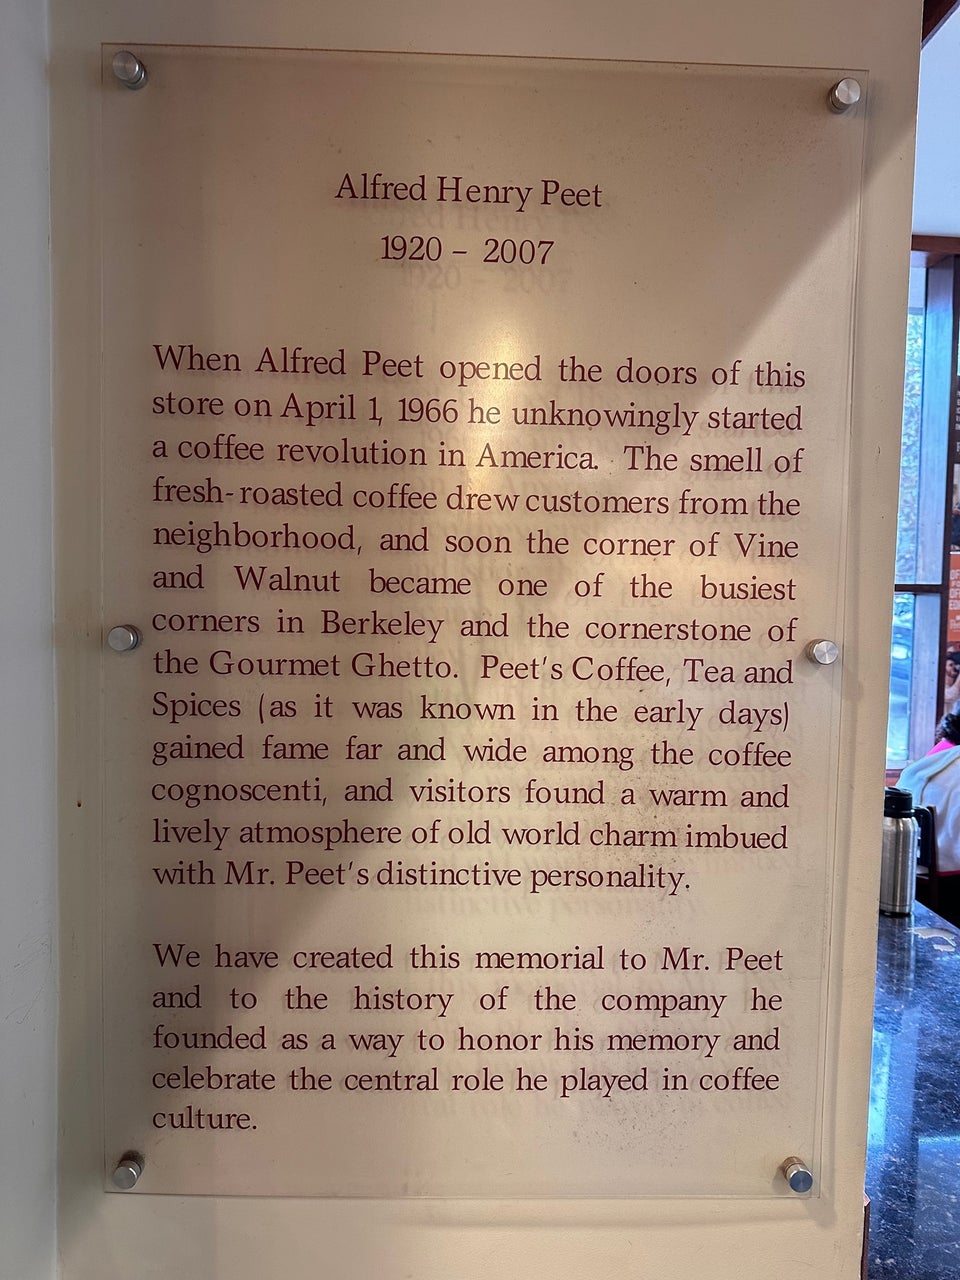 Alfred Henry Peet
1920 – 2007
When Alfred Peet opened the doors of this
store on April 1, 1966 he unknowingly started
a coffee revolution in America. The smell of
fresh-roasted coffee drew customers from the
neighborhood, and soon the corner of Vine
and Walnut became one of the busiest
corners in Berkeley and the cornerstone of
the Gourmet Ghetto. Peet's Coffee, Tea and
Spices (as it was known in the early days)
gained fame far and wide among the coffee
cognoscenti, and visitors found a warm and
lively atmosphere of old world charm imbued
with Mr. Peet's distinctive personality.
We have created this memorial to Mr. Peet
and to the history of the company he
founded as a way to honor his memory and
celebrate the central role he played in coffee
culture.